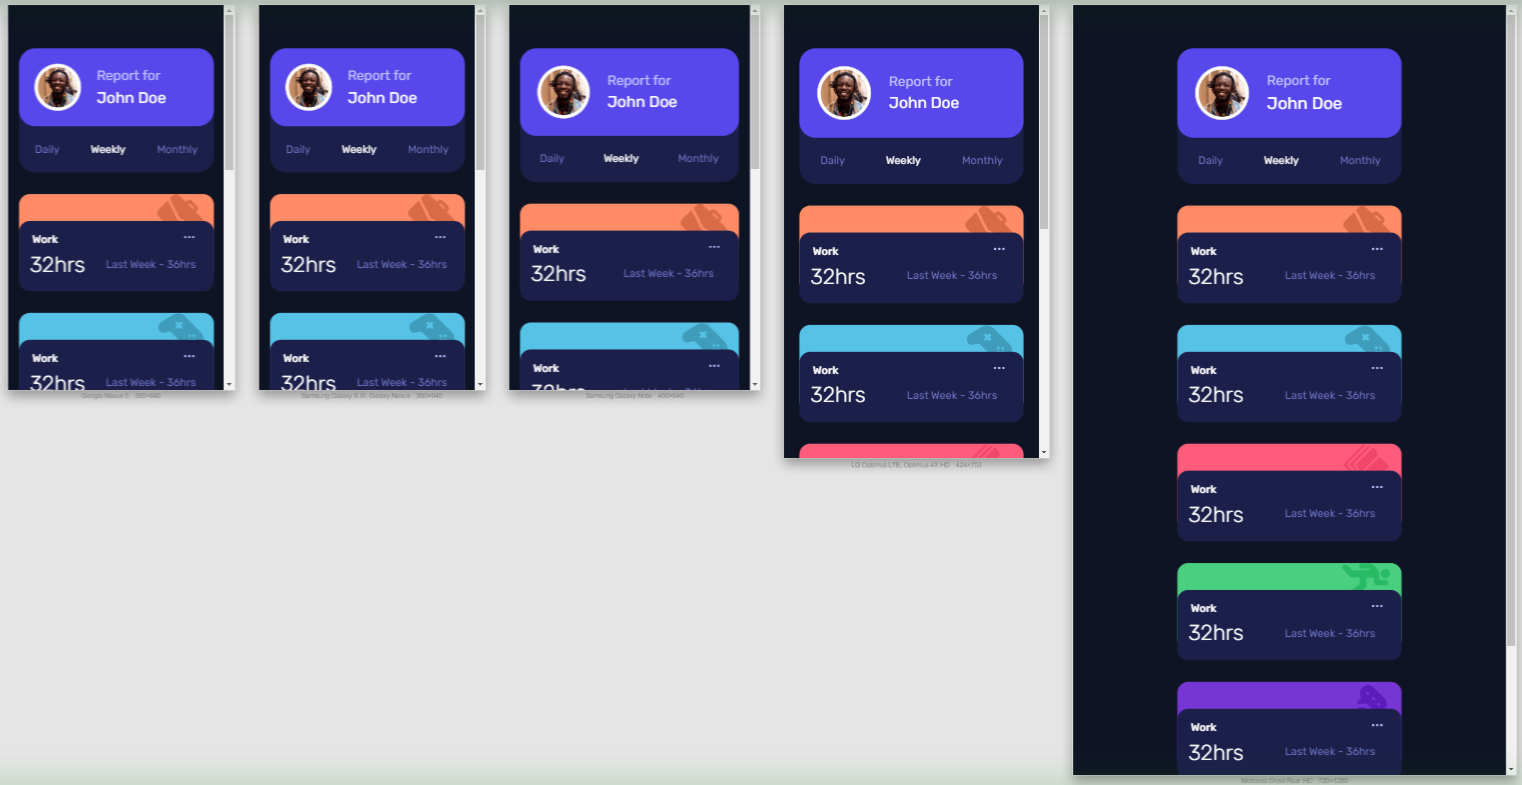 Report for
John Doe
Daily Weekly Monthly
Work ...
32hrs Last Week - 36hrs
Work ...
32hrs Last Week - 36hrs
Google Nexus 5 360×640
Report for
John Doe
Daily Weekly Monthly
Work ...
32hrs Last Week - 36hrs
Work ...
32hrs Last Week - 36hrs
Samsung Galaxy S III, Galaxy Nexus 360×640
Report for
John Doe
Daily Weekly Monthly
Work ...
32hrs Last Week - 36hrs
Work ...
32hrs
Samsung Galaxy Note 400×640
Report for
John Doe
Daily Weekly Monthly
Work ...
32hrs Last Week - 36hrs
Work ...
32hrs Last Week - 36hrs
LG Optimus LTE, Optimus 4X HD 424×753
Report for
John Doe
Daily Weekly Monthly
Work ...
32hrs Last Week - 36hrs
Work ...
32hrs Last Week - 36hrs
Work ...
32hrs Last Week - 36hrs
Work ...
32hrs Last Week - 36hrs
Work ...
32hrs Last Week - 36hrs
Motorola Droid Razr HD 720×1280